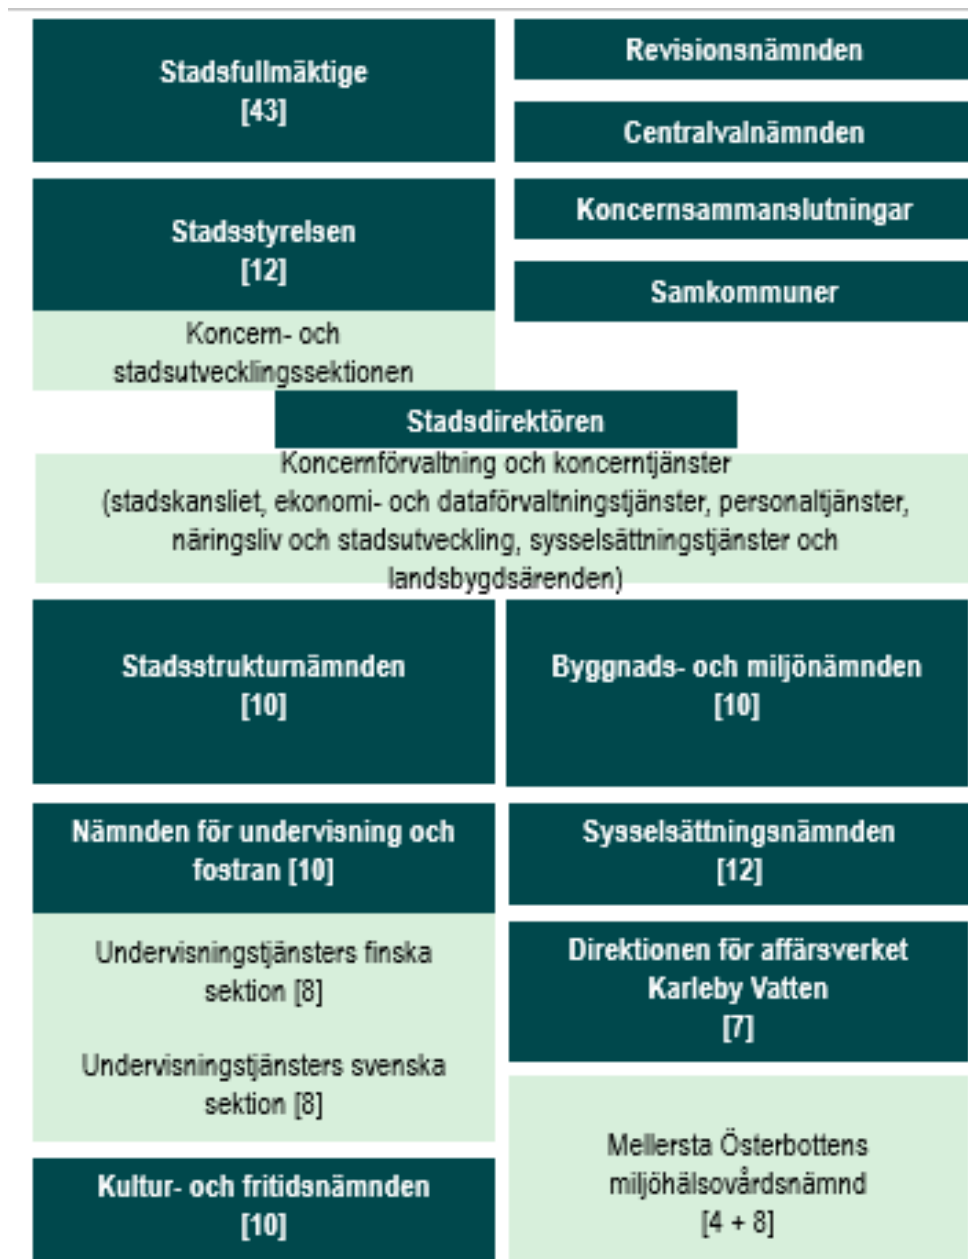 Stadsfullmäktige
[43]
Revisionsnämnden
Centralvalnämnden
Stadsstyrelsen
[12]
Koncern- och
stadsutvecklingssektionen
Koncernsammanslutningar
Samkommuner
Stadsdirektören
Koncernförvaltning och koncerntjänster
(stadskansliet, ekonomi- och dataförvaltningstjänster, personaltjänster,
näringsliv och stadsutveckling, sysselsättningstjänster och
landsbygdsärenden)
Stadsstrukturnämnden
[10]
Byggnads- och miljönämnden
[10]
Nämnden för undervisning och
fostran [10]
Undervisningstjänsters finska
sektion [8]
Undervisningstjänsters svenska
sektion [8]
Kultur- och fritidsnämnden
[10]
Sysselsättningsnämnden
[12]
Direktionen för affärsverket
Karleby Vatten
[7]
Mellersta Österbottens
miljöhälsovårdsnämnd
[4 + 8]